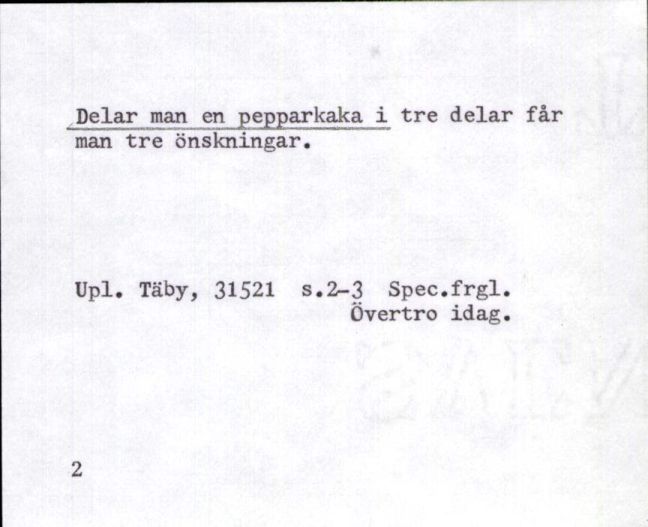 Delar man en pepparkaka i tre delar får
man tre önskningar.
Upl. Täby, 31521 s.2-3 Spec.frgl.
Övertro idag.
2